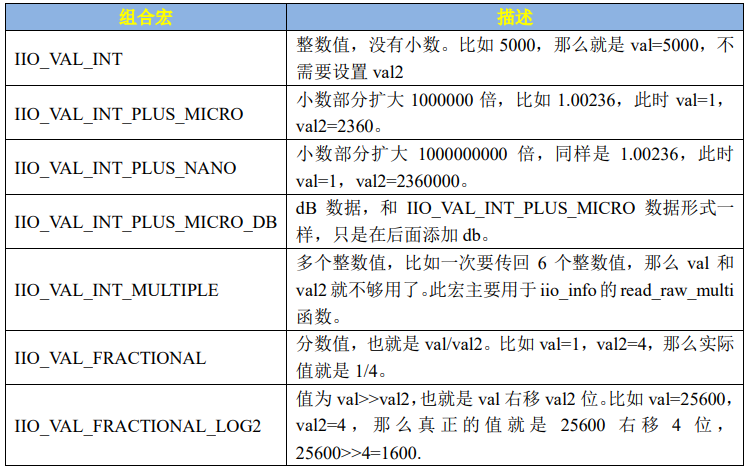 组合宏 描述
IIO_VAL_INT
整数值，没有小数。比如 5000，那么就是 val=5000，不
需要设置 val2
IIO_VAL_INT_PLUS_MICRO
小数部分扩大 1000000 倍，比如 1.00236，此时 val=1，
val2=2360。
IIO_VAL_INT_PLUS_NANO
小数部分扩大 1000000000 倍，同样是 1.00236，此时
val=1，val2=2360000。
IIO_VAL_INT_PLUS_MICRO_DB
dB 数据，和 IIO_VAL_INT_PLUS_MICRO 数据形式一
样，只是在后面添加 db。
IIO_VAL_INT_MULTIPLE
多个整数值，比如一次要传回 6 个整数值，那么 val 和
val2 就不够用了。此宏主要用于 iio_info 的 read_raw_multi
函数。
IIO_VAL_FRACTIONAL
分数值，也就是 val/val2。比如 val=1，val2=4，那么实际
值就是 1/4。
IIO_VAL_FRACTIONAL_LOG2
值为 val>>val2，也就是 val 右移 val2 位。比如 val=25600，
val2=4，那么真正的值就是 25600 右移 4 位，
25600>>4=1600.